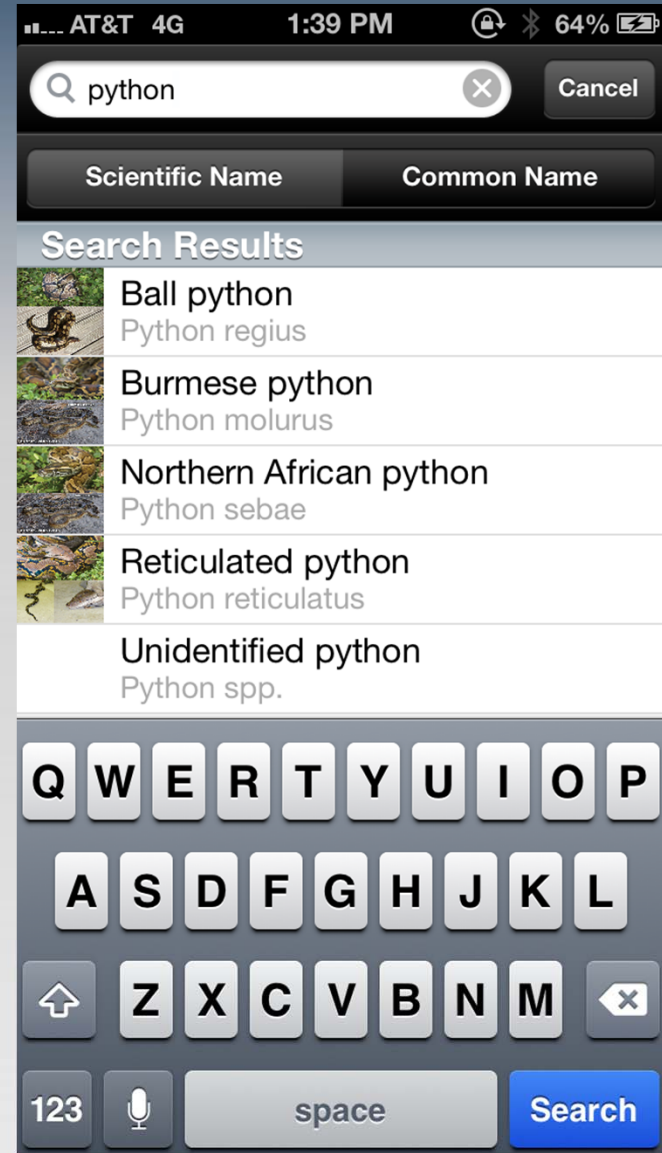 AT&T 4G 1:39 PM 64%
python Cancel
Scientific Name Common Name
Search Results
Ball python
Python regius
Burmese python
Python molurus
Northern African python
Python sebae
Reticulated python
Python reticulatus
Unidentified python
Python spp.
Q W E R T Y U I O P
A S D F G H J K L
Z X C V B N M
123 space Search